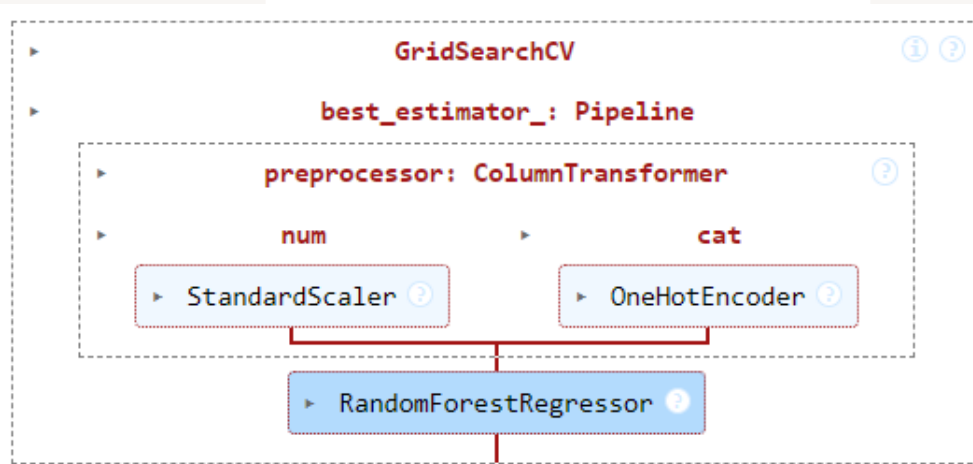 GridSearchCV i ?
best_estimator_: Pipeline
preprocessor: ColumnTransformer ?
num cat
StandardScaler ? OneHotEncoder ?
RandomForestRegressor ?